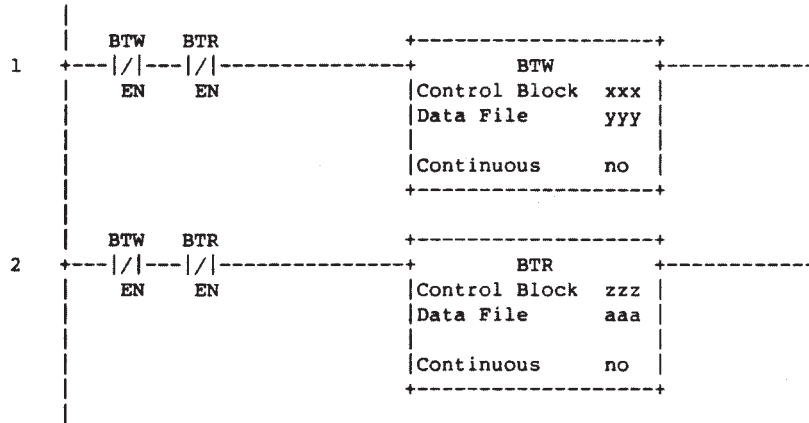 BTW BTR
1 +---|/|---|/|----------------+ BTW +-----------
EN EN |Control Block xxx |
|Data File yyy |
|Continuous no |
BTW BTR
2 +---|/|---|/|----------------+ BTR +-----------
EN EN |Control Block zzz |
|Data File aaa |
|Continuous no |